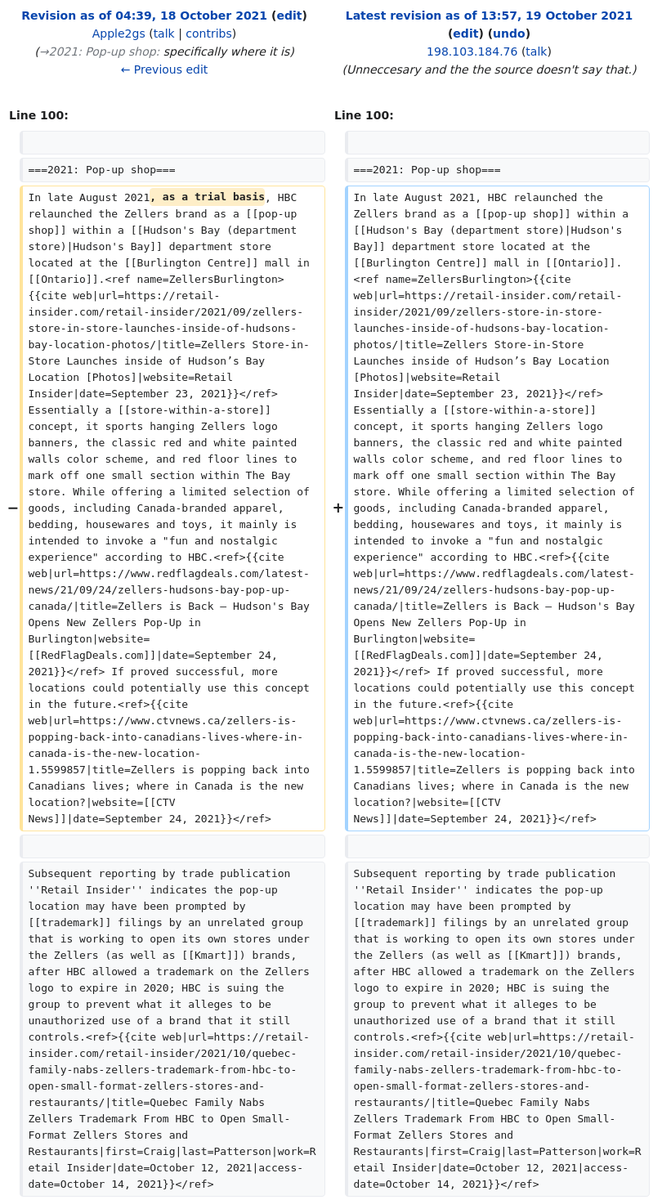 Revision as of 04:39, 18 October 2021 (edit)
Apple2gs (talk | contribs)
(→2021: Pop-up shop: specifically where it is)
← Previous edit
Latest revision as of 13:57, 19 October 2021
(edit) (undo)
198.103.184.76 (talk)
(Unneccesary and the the source doesn't say that.)
Line 100:
Line 100:
===2021: Pop-up shop===
===2021: Pop-up shop===
−
In late August 2021, as a trial basis, HBC
relaunched the Zellers brand as a [[pop-up
shop]] within a [[Hudson's Bay (department
store)|Hudson's Bay]] department store
located at the [[Burlington Centre]] mall in
[[Ontario]].<ref name=ZellersBurlington>
{{cite web|url=https://retail-
insider.com/retail-insider/2021/09/zellers-
store-in-store-launches-inside-of-hudsons-
bay-location-photos/|title=Zellers Store-in-
Store Launches inside of Hudson’s Bay
Location [Photos]|website=Retail
Insider|date=September 23, 2021}}</ref>
Essentially a [[store-within-a-store]]
concept, it sports hanging Zellers logo
banners, the classic red and white painted
walls color scheme, and red floor lines to
mark off one small section within The Bay
store. While offering a limited selection of
goods, including Canada-branded apparel,
bedding, housewares and toys, it mainly is
intended to invoke a "fun and nostalgic
experience" according to HBC.<ref>{{cite
web|url=https://www.redflagdeals.com/latest-
news/21/09/24/zellers-hudsons-bay-pop-up-
canada/|title=Zellers is Back – Hudson's Bay
Opens New Zellers Pop-Up in
Burlington|website=
[[RedFlagDeals.com]]|date=September 24,
2021}}</ref> If proved successful, more
locations could potentially use this concept
in the future.<ref>{{cite
web|url=https://www.ctvnews.ca/zellers-is-
popping-back-into-canadians-lives-where-in-
canada-is-the-new-location-
1.5599857|title=Zellers is popping back into
Canadians lives; where in Canada is the new
location?|website=[[CTV
News]]|date=September 24, 2021}}</ref>
+
In late August 2021, HBC relaunched the
Zellers brand as a [[pop-up shop]] within a
[[Hudson's Bay (department store)|Hudson's
Bay]] department store located at the
[[Burlington Centre]] mall in [[Ontario]].
<ref name=ZellersBurlington>{{cite
web|url=https://retail-insider.com/retail-
insider/2021/09/zellers-store-in-store-
launches-inside-of-hudsons-bay-location-
photos/|title=Zellers Store-in-Store
Launches inside of Hudson’s Bay Location
[Photos]|website=Retail
Insider|date=September 23, 2021}}</ref>
Essentially a [[store-within-a-store]]
concept, it sports hanging Zellers logo
banners, the classic red and white painted
walls color scheme, and red floor lines to
mark off one small section within The Bay
store. While offering a limited selection of
goods, including Canada-branded apparel,
bedding, housewares and toys, it mainly is
intended to invoke a "fun and nostalgic
experience" according to HBC.<ref>{{cite
web|url=https://www.redflagdeals.com/latest-
news/21/09/24/zellers-hudsons-bay-pop-up-
canada/|title=Zellers is Back – Hudson's Bay
Opens New Zellers Pop-Up in
Burlington|website=
[[RedFlagDeals.com]]|date=September 24,
2021}}</ref> If proved successful, more
locations could potentially use this concept
in the future.<ref>{{cite
web|url=https://www.ctvnews.ca/zellers-is-
popping-back-into-canadians-lives-where-in-
canada-is-the-new-location-
1.5599857|title=Zellers is popping back into
Canadians lives; where in Canada is the new
location?|website=[[CTV
News]]|date=September 24, 2021}}</ref>
Subsequent reporting by trade publication
''Retail Insider'' indicates the pop-up
location may have been prompted by
[[trademark]] filings by an unrelated group
that is working to open its own stores under
the Zellers (as well as [[Kmart]]) brands,
after HBC allowed a trademark on the Zellers
logo to expire in 2020; HBC is suing the
group to prevent what it alleges to be
unauthorized use of a brand that it still
controls.<ref>{{cite web|url=https://retail-
insider.com/retail-insider/2021/10/quebec-
family-nabs-zellers-trademark-from-hbc-to-
open-small-format-zellers-stores-and-
restaurants/|title=Quebec Family Nabs
Zellers Trademark From HBC to Open Small-
Format Zellers Stores and
Restaurants|first=Craig|last=Patterson|work=R
etail Insider|date=October 12, 2021|access-
date=October 14, 2021}}</ref>
Subsequent reporting by trade publication
''Retail Insider'' indicates the pop-up
location may have been prompted by
[[trademark]] filings by an unrelated group
that is working to open its own stores under
the Zellers (as well as [[Kmart]]) brands,
after HBC allowed a trademark on the Zellers
logo to expire in 2020; HBC is suing the
group to prevent what it alleges to be
unauthorized use of a brand that it still
controls.<ref>{{cite web|url=https://retail-
insider.com/retail-insider/2021/10/quebec-
family-nabs-zellers-trademark-from-hbc-to-
open-small-format-zellers-stores-and-
restaurants/|title=Quebec Family Nabs
Zellers Trademark From HBC to Open Small-
Format Zellers Stores and
Restaurants|first=Craig|last=Patterson|work=R
etail Insider|date=October 12, 2021|access-
date=October 14, 2021}}</ref>